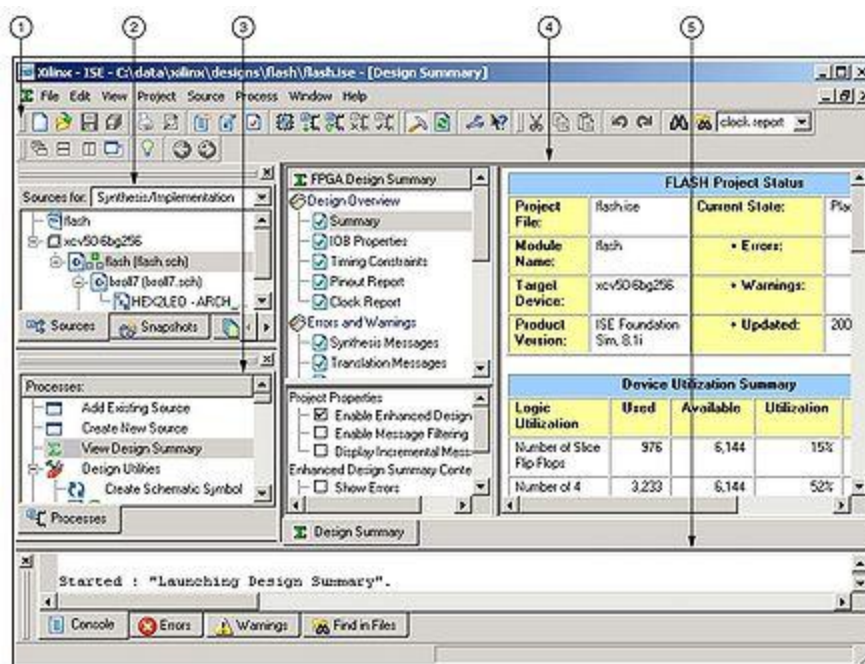 1 2 3 4 5
Xilinx - ISE - C:\data\xilinx\designs\flash\flash.ise - [Design Summary]
File Edit View Project Source Process Window Help
clock report
Sources for: Synthesis/Implementation
flash
xcv50-6bg256
flash (flash.sch)
HEX2LED - ARCH_
Sources Snapshots
Processes:
Add Existing Source
Create New Source
View Design Summary
Design Utilities
Create Schematic Symbol
Processes
FPGA Design Summary
Design Overview
Summary
IOB Properties
Timing Constraints
Pinout Report
Clock Report
Errors and Warnings
Synthesis Messages
Translation Messages
Project Properties
Enable Enhanced Design
Enable Message Filtering
Display Incremental Mess
Enhanced Design Summary Conte
Show Errors
Design Summary
FLASH Project Status
Project File: flash.ise Current State: Plac
Module Name: flash • Errors:
Target Device: xcv50-6bg256 • Warnings:
Product Version: ISE Foundation Sim, 8.1i • Updated: 200
Device Utilization Summary
Logic Utilization Used Available Utilization
Number of Slice Flip Flops 976 6,144 15%
Number of 4 3,233 6,144 52%
Started : "Launching Design Summary".
Console Errors Warnings Find in Files